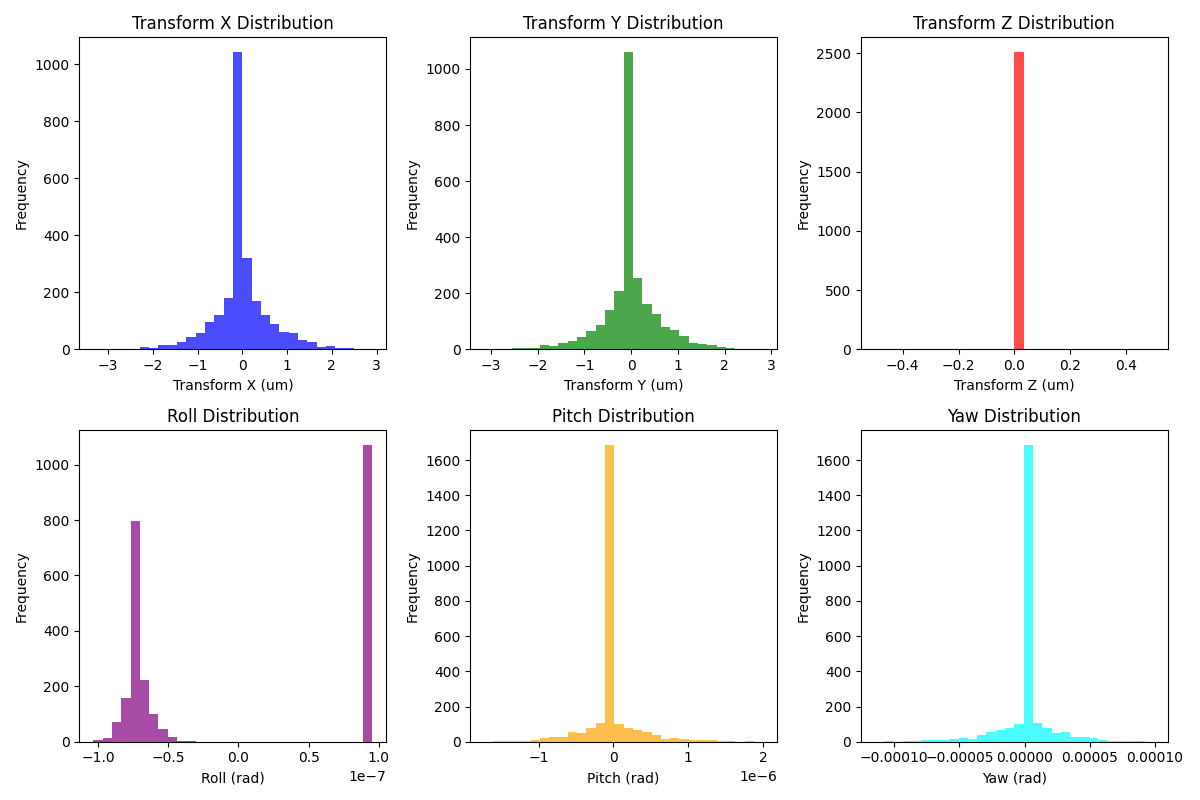 Transform X Distribution
Frequency
1000
800
600
400
200
0
−3 −2 −1 0 1 2 3
Transform X (um)
Transform Y Distribution
Frequency
1000
800
600
400
200
0
−3 −2 −1 0 1 2 3
Transform Y (um)
Transform Z Distribution
Frequency
2500
2000
1500
1000
500
0
−0.4 −0.2 0.0 0.2 0.4
Transform Z (um)
Roll Distribution
Frequency
1000
800
600
400
200
0
−1.0 −0.5 0.0 0.5 1.0
1e−7
Roll (rad)
Pitch Distribution
Frequency
1600
1400
1200
1000
800
600
400
200
0
−1 0 1 2
1e−6
Pitch (rad)
Yaw Distribution
Frequency
1600
1400
1200
1000
800
600
400
200
0
−0.00010 −0.00005 0.00000 0.00005 0.00010
Yaw (rad)